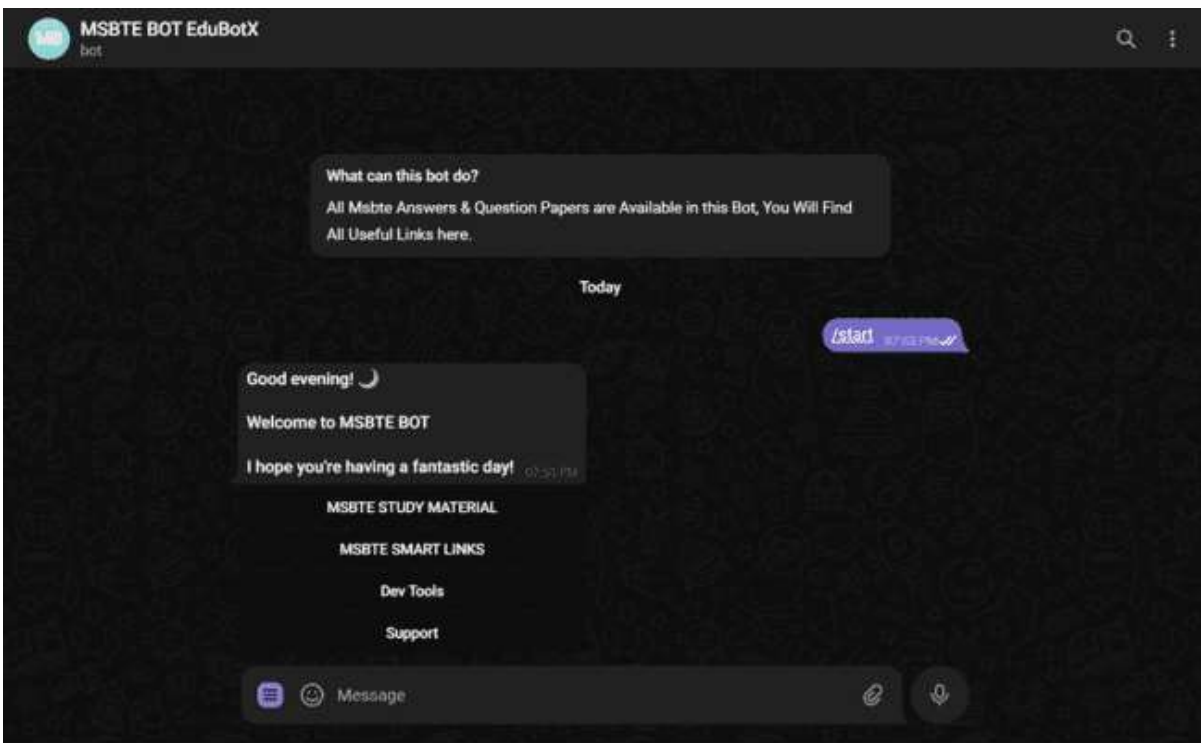 MSBTE BOT EduBotX
bot
What can this bot do?
All Msbte Answers & Question Papers are Available in this Bot, You Will Find
All Useful Links here.
Today
/start
Good evening!
Welcome to MSBTE BOT
I hope you're having a fantastic day!
MSBTE STUDY MATERIAL
MSBTE SMART LINKS
Dev Tools
Support
Message